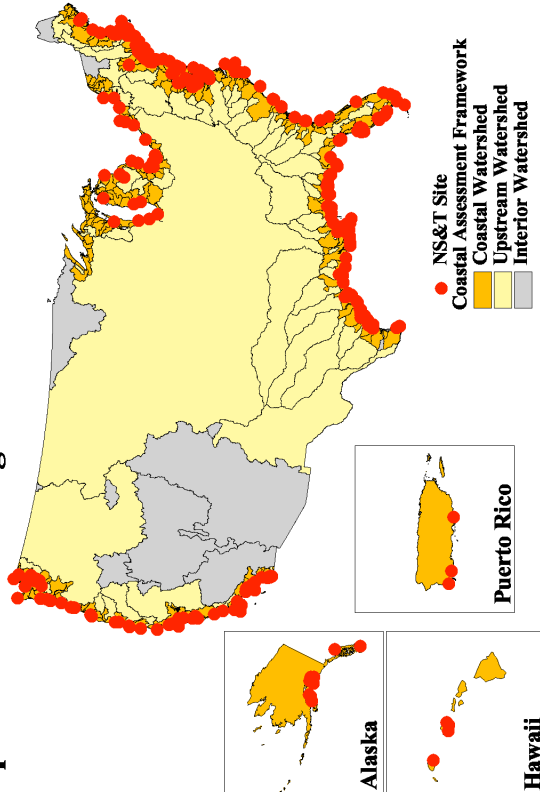 NS&T Site
Coastal Assessment Framework
Coastal Watershed
Upstream Watershed
Interior Watershed
Puerto Rico
Alaska
Hawaii